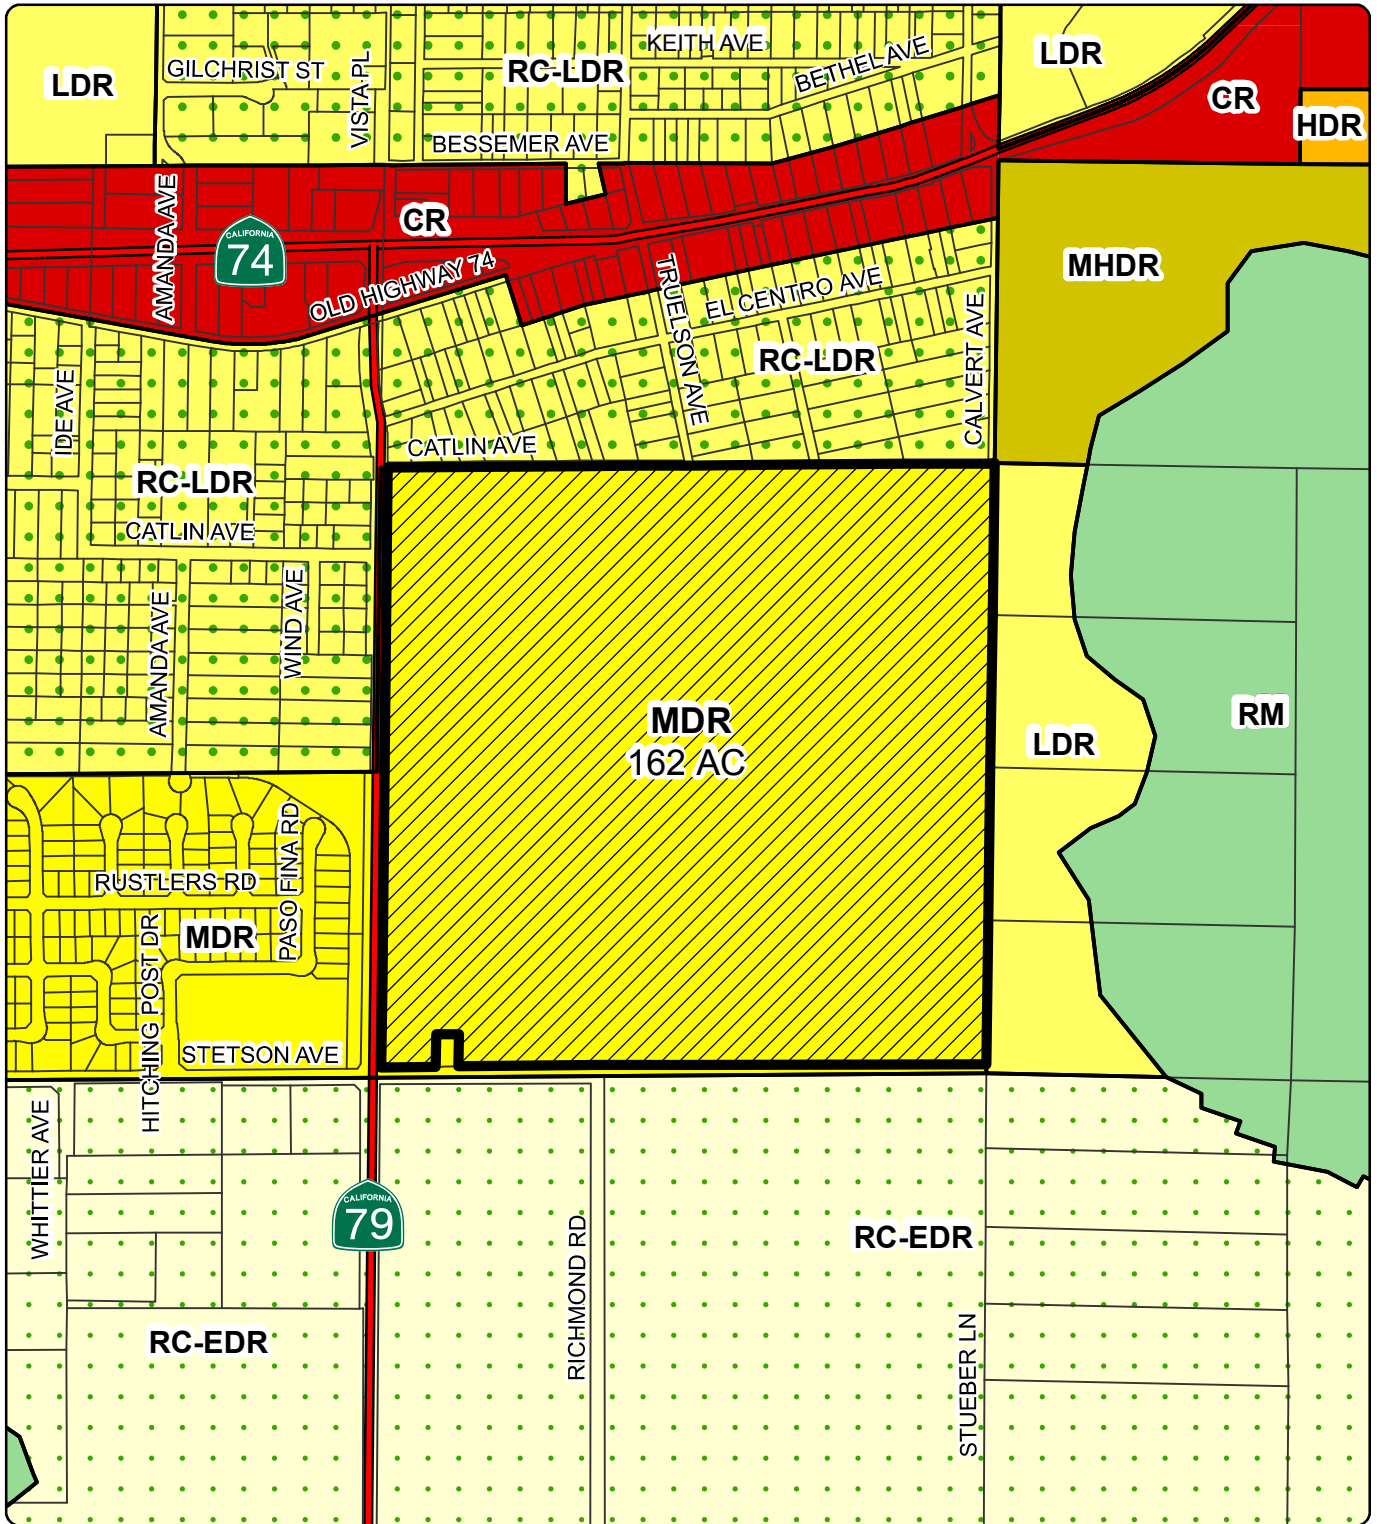 KEITH AVE
LDR
RC-LDR
LDR
GILCHRIST ST
BETHEL AVE
VISTA PL
CR
HDR
BESSEMER AVE
AMANDA AVE
CR
CALIFORNIA
74
OLD HIGHWAY 74
MHDR
TRUELSON AVE
EL CENTRO AVE
RC-LDR
CALVERT AVE
IDE AVE
CATLIN AVE
RC-LDR
CATLIN AVE
WIND AVE
AMANDA AVE
MDR
162 AC
LDR
RM
PASO FINA RD
RUSTLERS RD
MDR
HITCHING POST DR
STETSON AVE
WHITTIER AVE
CALIFORNIA
79
RICHMOND RD
RC-EDR
RC-EDR
STUEBER LN